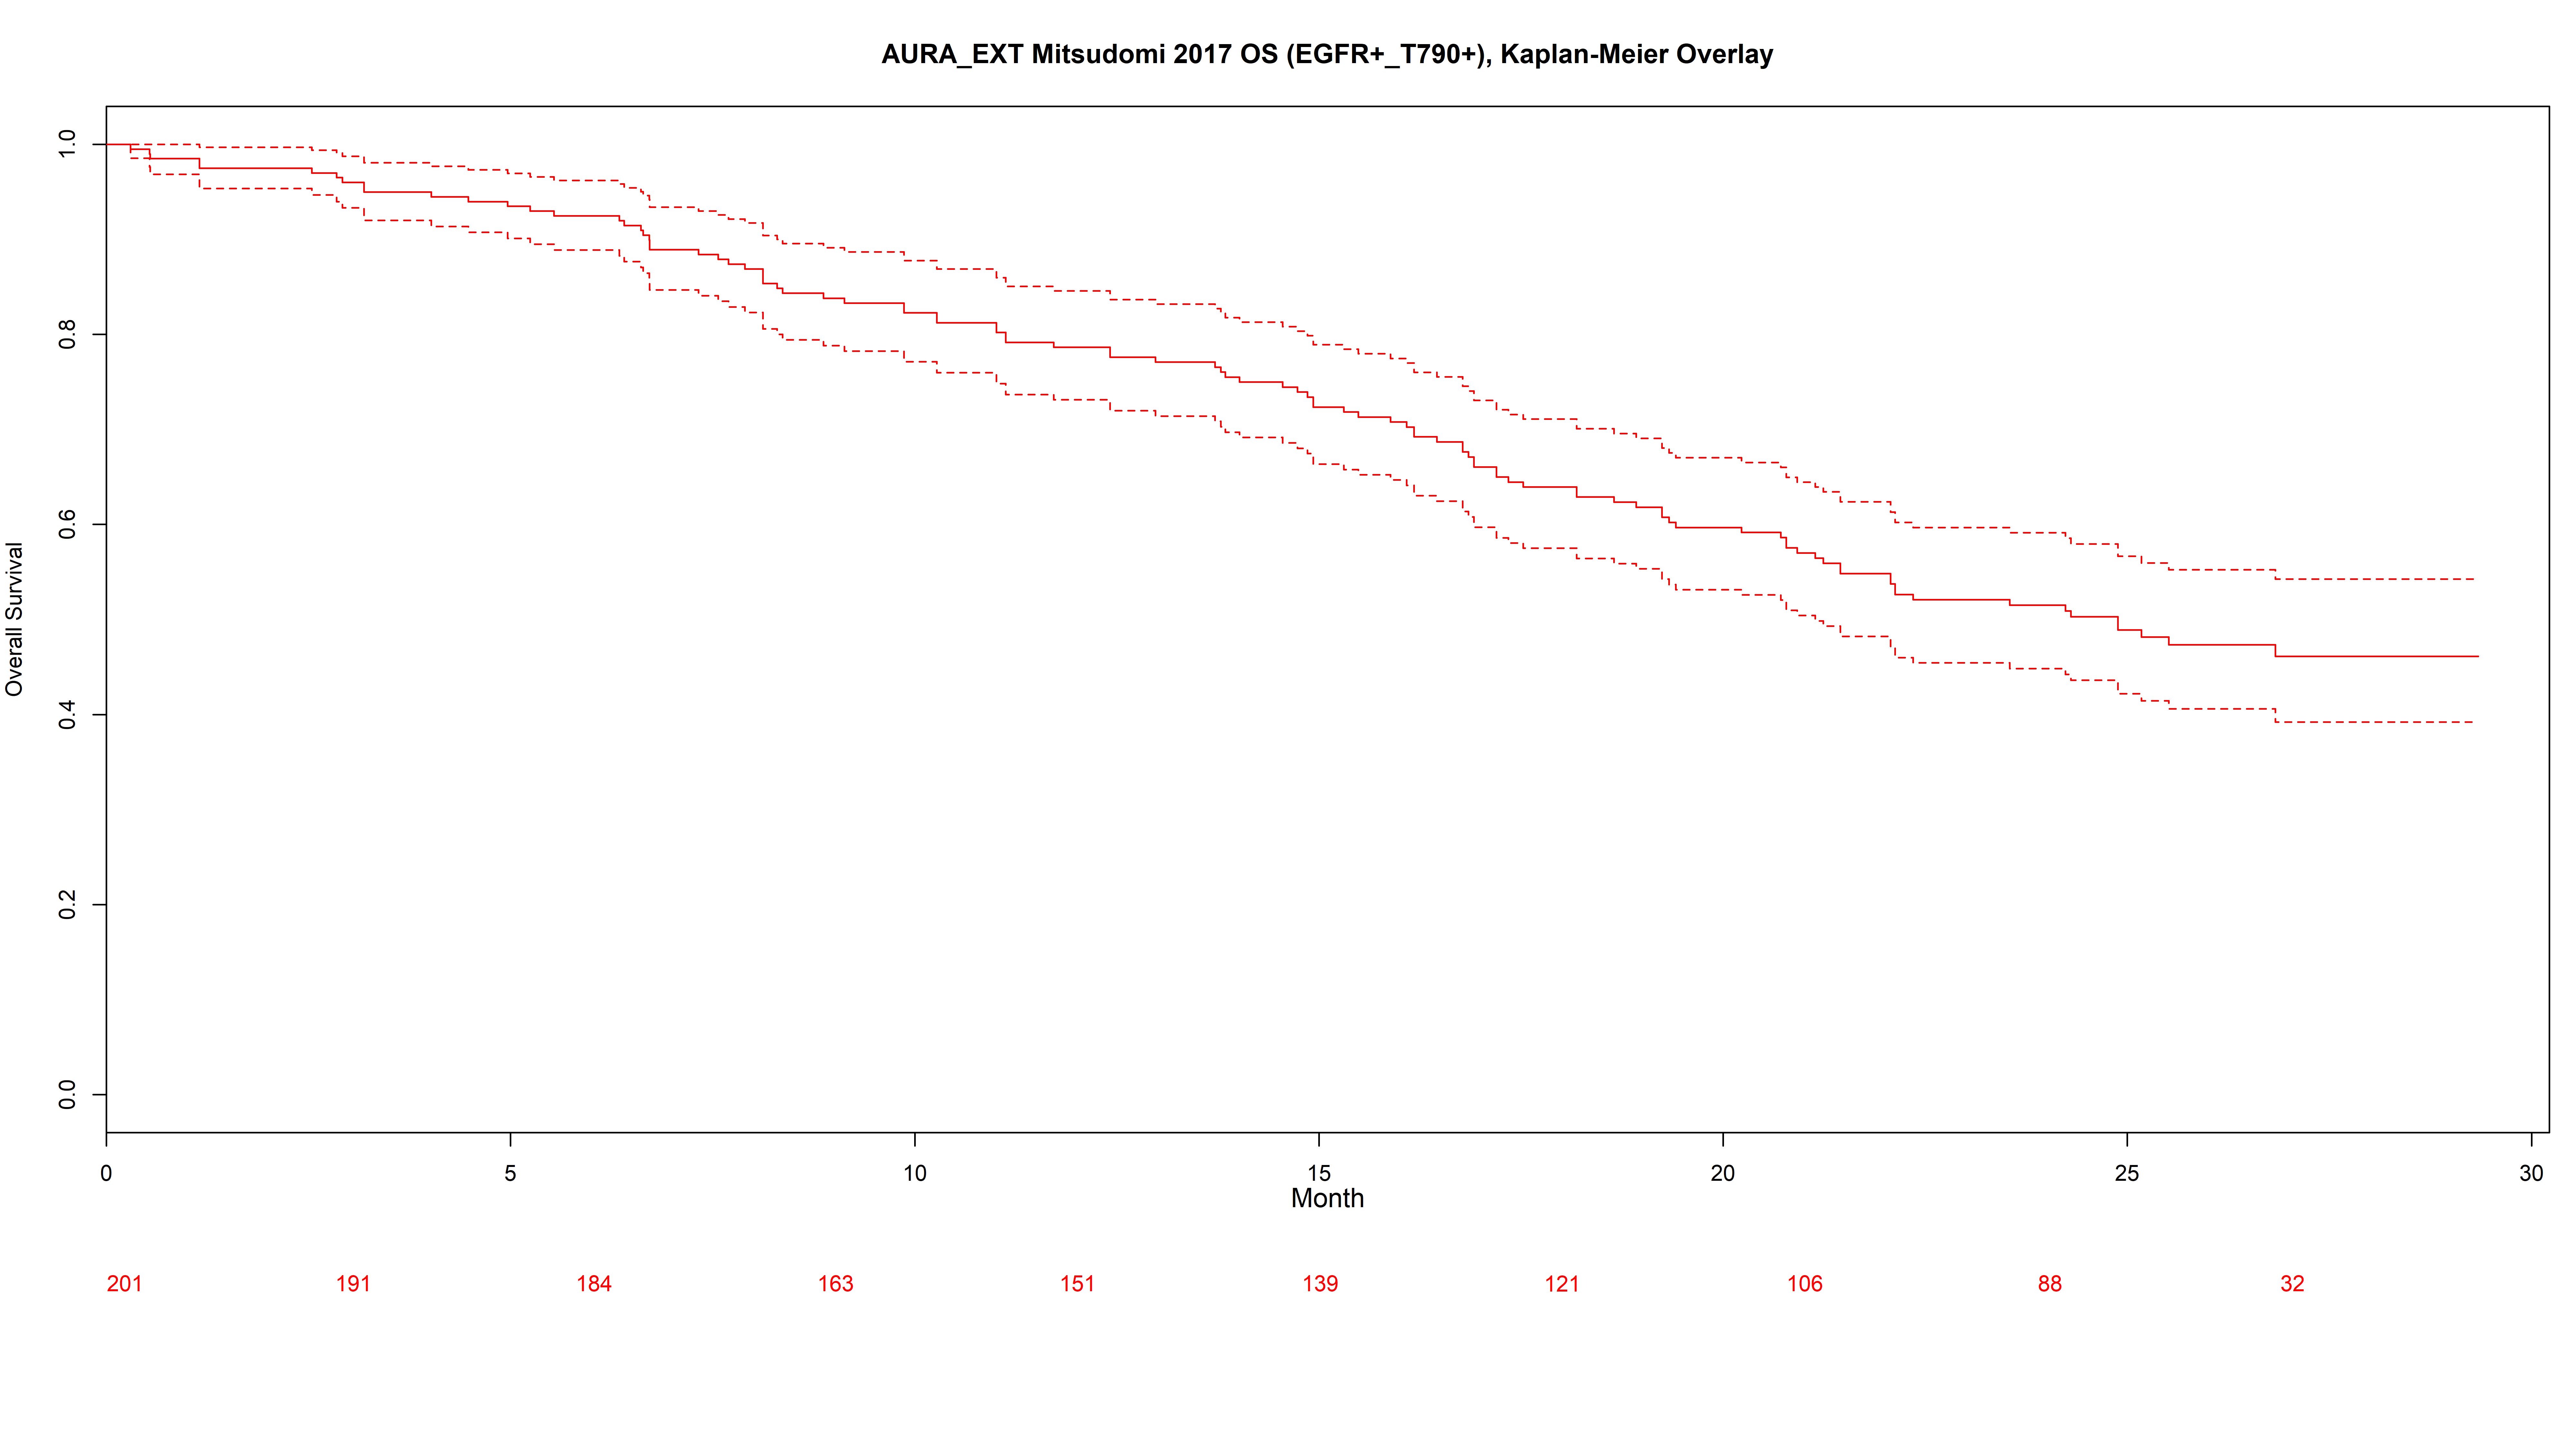 AURA_EXT Mitsudomi 2017 OS (EGFR+_T790+), Kaplan-Meier Overlay
1.0
0.8
0.6
0.4
0.2
0.0
Overall Survival
0 5 10 15 20 25 30
Month
201 191 184 163 151 139 121 106 88 32